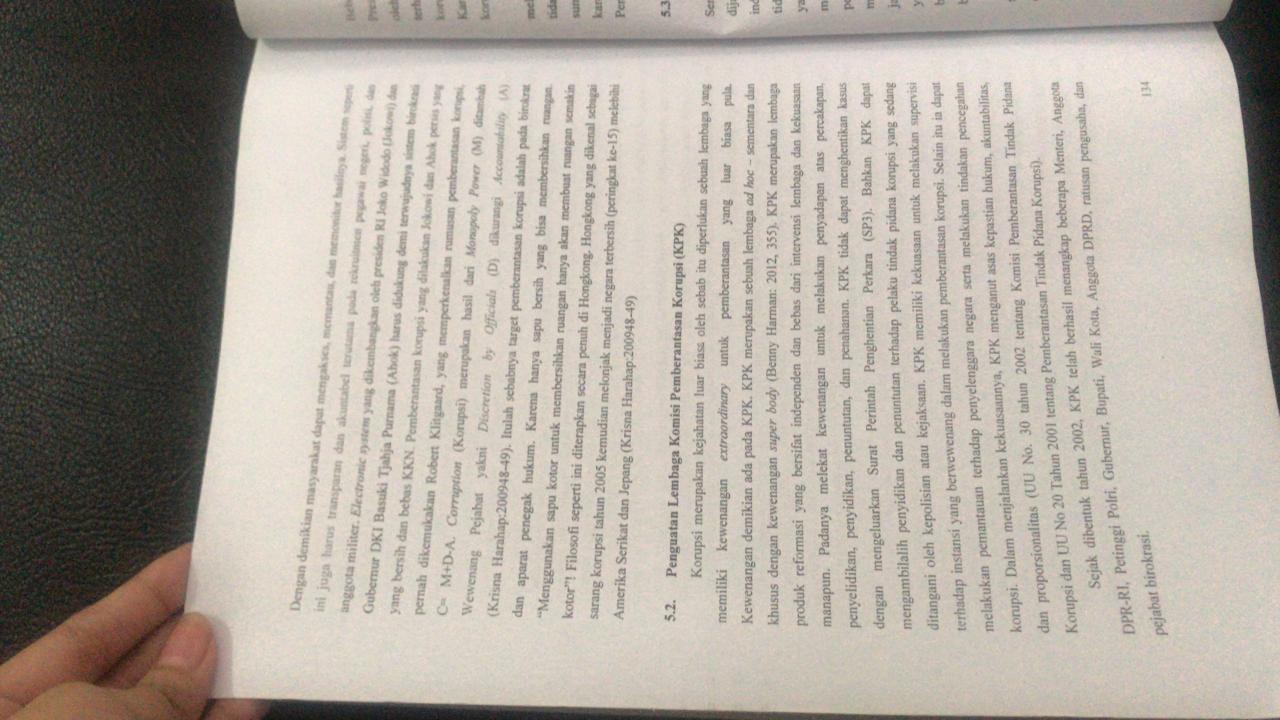 Dengan demikian masyarakat dapat mengakses, memantau, dan memonitor hasilnya. Sistem seperti
ini juga harus transparan dan akuntabel terutama pada rekruitmen pegawai negeri, polisi, dan
anggota militer. Electronic system yang dikembangkan oleh presiden RI Joko Widodo (Jokowi) dan
Gubernur DKI Basuki Tjahja Purnama (Ahok) harus didukung demi terwujudnya sistem birokrasi
yang bersih dan bebas KKN. Pemberantasan korupsi yang dilakukan Jokowi dan Ahok persis yang
pernah dikemukakan Robert Klitgaard, yang memperkenalkan rumusan pemberantasan korupsi,
C= M+D-A. Corruption (Korupsi) merupakan hasil dari Monopoly Power (M) ditambah
Wewenang Pejabat yakni Discretion by Officials (D) dikurangi Accountability (A)
(Krisna Harahap:200948-49). Itulah sebabnya target pemberantasan korupsi adalah pada birokrat
dan aparat penegak hukum. Karena hanya sapu bersih yang bisa membersihkan ruangan.
“Menggunakan sapu kotor untuk membersihkan ruangan hanya akan membuat ruangan semakin
kotor”! Filosofi seperti ini diterapkan secara penuh di Hongkong. Hongkong yang dikenal sebagai
sarang korupsi tahun 2005 kemudian melonjak menjadi negara terbersih (peringkat ke-15) melebihi
Amerika Serikat dan Jepang (Krisna Harahap:200948-49)
5.2. Penguatan Lembaga Komisi Pemberantasan Korupsi (KPK)
Korupsi merupakan kejahatan luar biasa oleh sebab itu diperlukan sebuah lembaga yang
memiliki kewenangan extraordinary untuk pemberantasan yang luar biasa pula.
Kewenangan demikian ada pada KPK. KPK merupakan sebuah lembaga ad hoc – sementara dan
khusus dengan kewenangan super body (Benny Harman: 2012, 355). KPK merupakan lembaga
produk reformasi yang bersifat independen dan bebas dari intervensi lembaga dan kekuasaan
manapun. Padanya melekat kewenangan untuk melakukan penyadapan atas percakapan,
penyelidikan, penyidikan, penuntutan, dan penahanan. KPK tidak dapat menghentikan kasus
dengan mengeluarkan Surat Perintah Penghentian Perkara (SP3). Bahkan KPK dapat
mengambilalih penyidikan dan penuntutan terhadap pelaku tindak pidana korupsi yang sedang
ditangani oleh kepolisian atau kejaksaan. KPK memiliki kekuasaan untuk melakukan supervisi
terhadap instansi yang berwewenang dalam melakukan pemberantasan korupsi. Selain itu ia dapat
melakukan pemantauan terhadap penyelenggara negara serta melakukan tindakan pencegahan
korupsi. Dalam menjalankan kekuasaannya, KPK menganut asas kepastian hukum, akuntabilitas,
dan proporsionalitas (UU No. 30 tahun 2002 tentang Komisi Pemberantasan Tindak Pidana
Korupsi dan UU No 20 Tahun 2001 tentang Pemberantasan Tindak Pidana Korupsi).
Sejak dibentuk tahun 2002, KPK telah berhasil menangkap beberapa Menteri, Anggota
DPR-RI, Petinggi Polri, Gubernur, Bupati, Wali Kota, Anggota DPRD, ratusan pengusaha, dan
pejabat birokrasi.
134
5.3